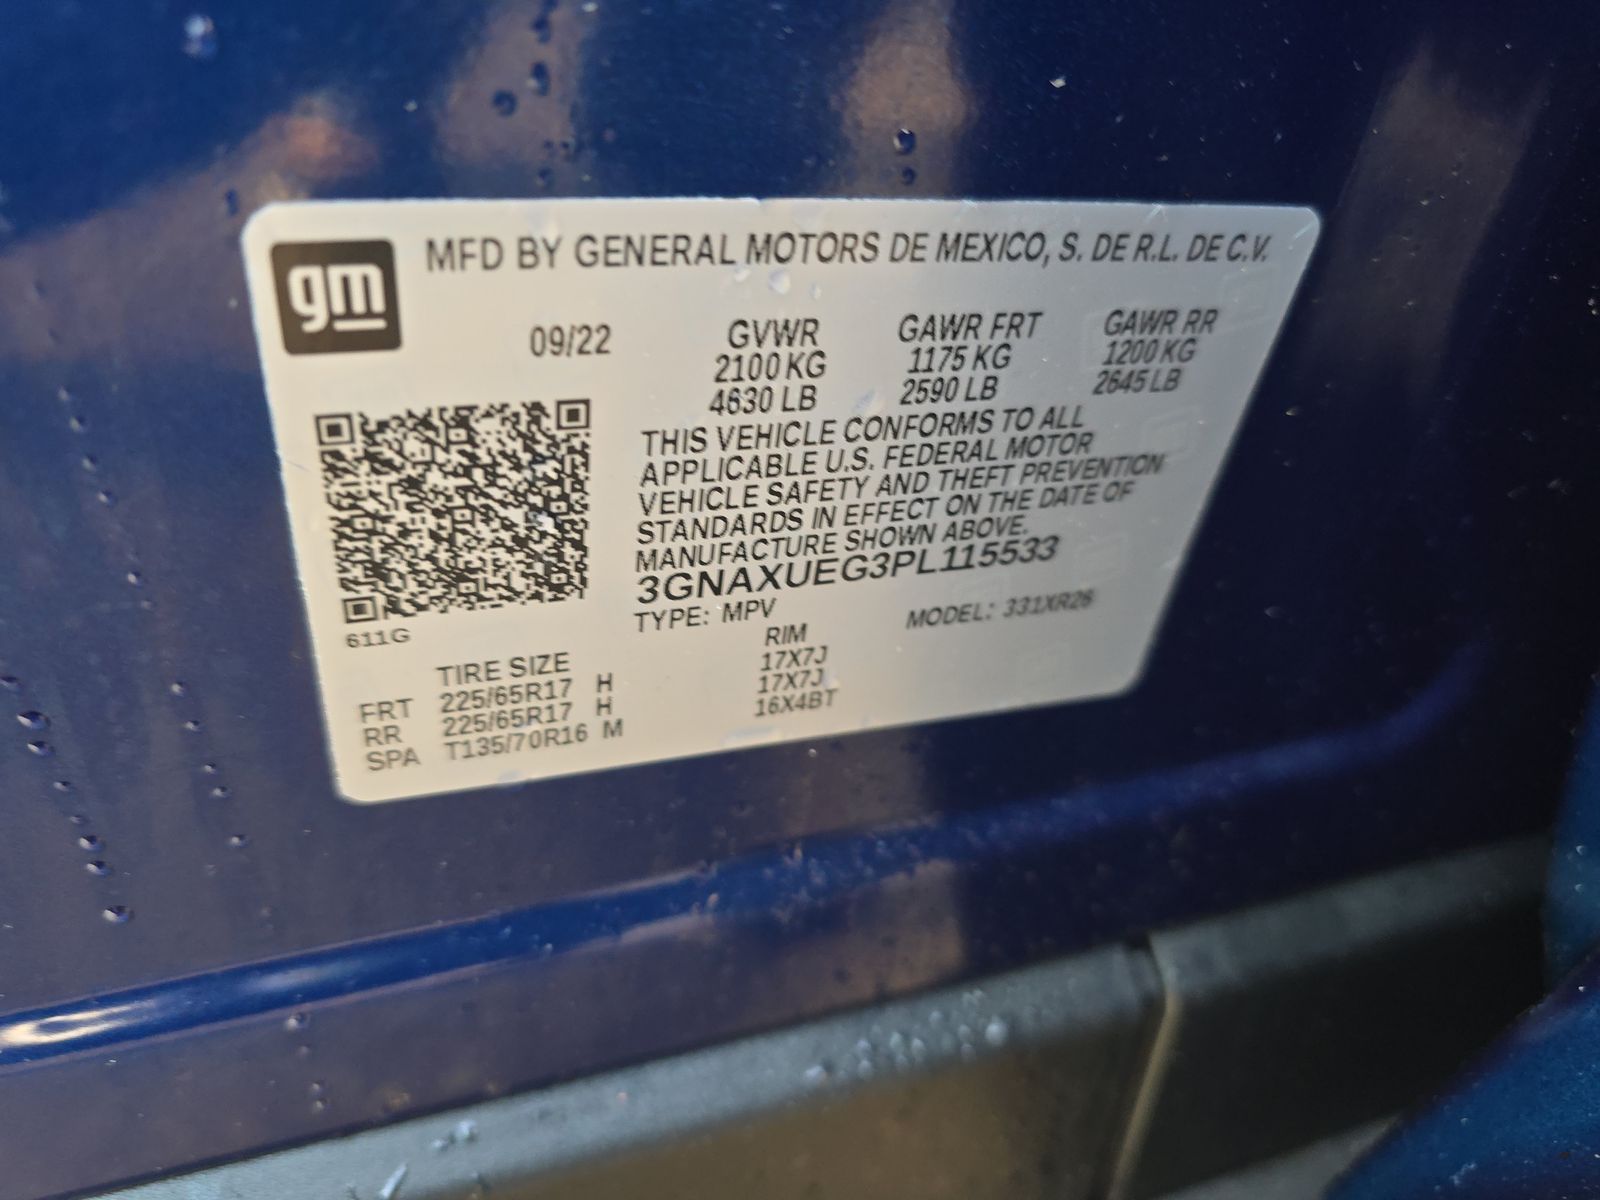 gm
MFD BY GENERAL MOTORS DE MEXICO, S. DE R.L. DE C.V.
09/22 GVWR GAWR FRT GAWR RR
2100 KG 1175 KG 1200 KG
4630 LB 2590 LB 2645 LB
THIS VEHICLE CONFORMS TO ALL
APPLICABLE U.S. FEDERAL MOTOR
VEHICLE SAFETY AND THEFT PREVENTION
STANDARDS IN EFFECT ON THE DATE OF
MANUFACTURE SHOWN ABOVE.
3GNAXUEG3PL115533
TYPE: MPV MODEL: 331XR26
611G
TIRE SIZE RIM
FRT 225/65R17 H 17X7J
RR 225/65R17 H 17X7J
SPA T135/70R16 M 16X4BT